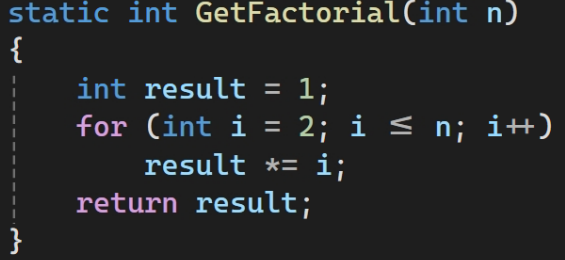 static int GetFactorial(int n)
{
    int result = 1;
    for (int i = 2; i ≤ n; i++)
        result *= i;
    return result;
}